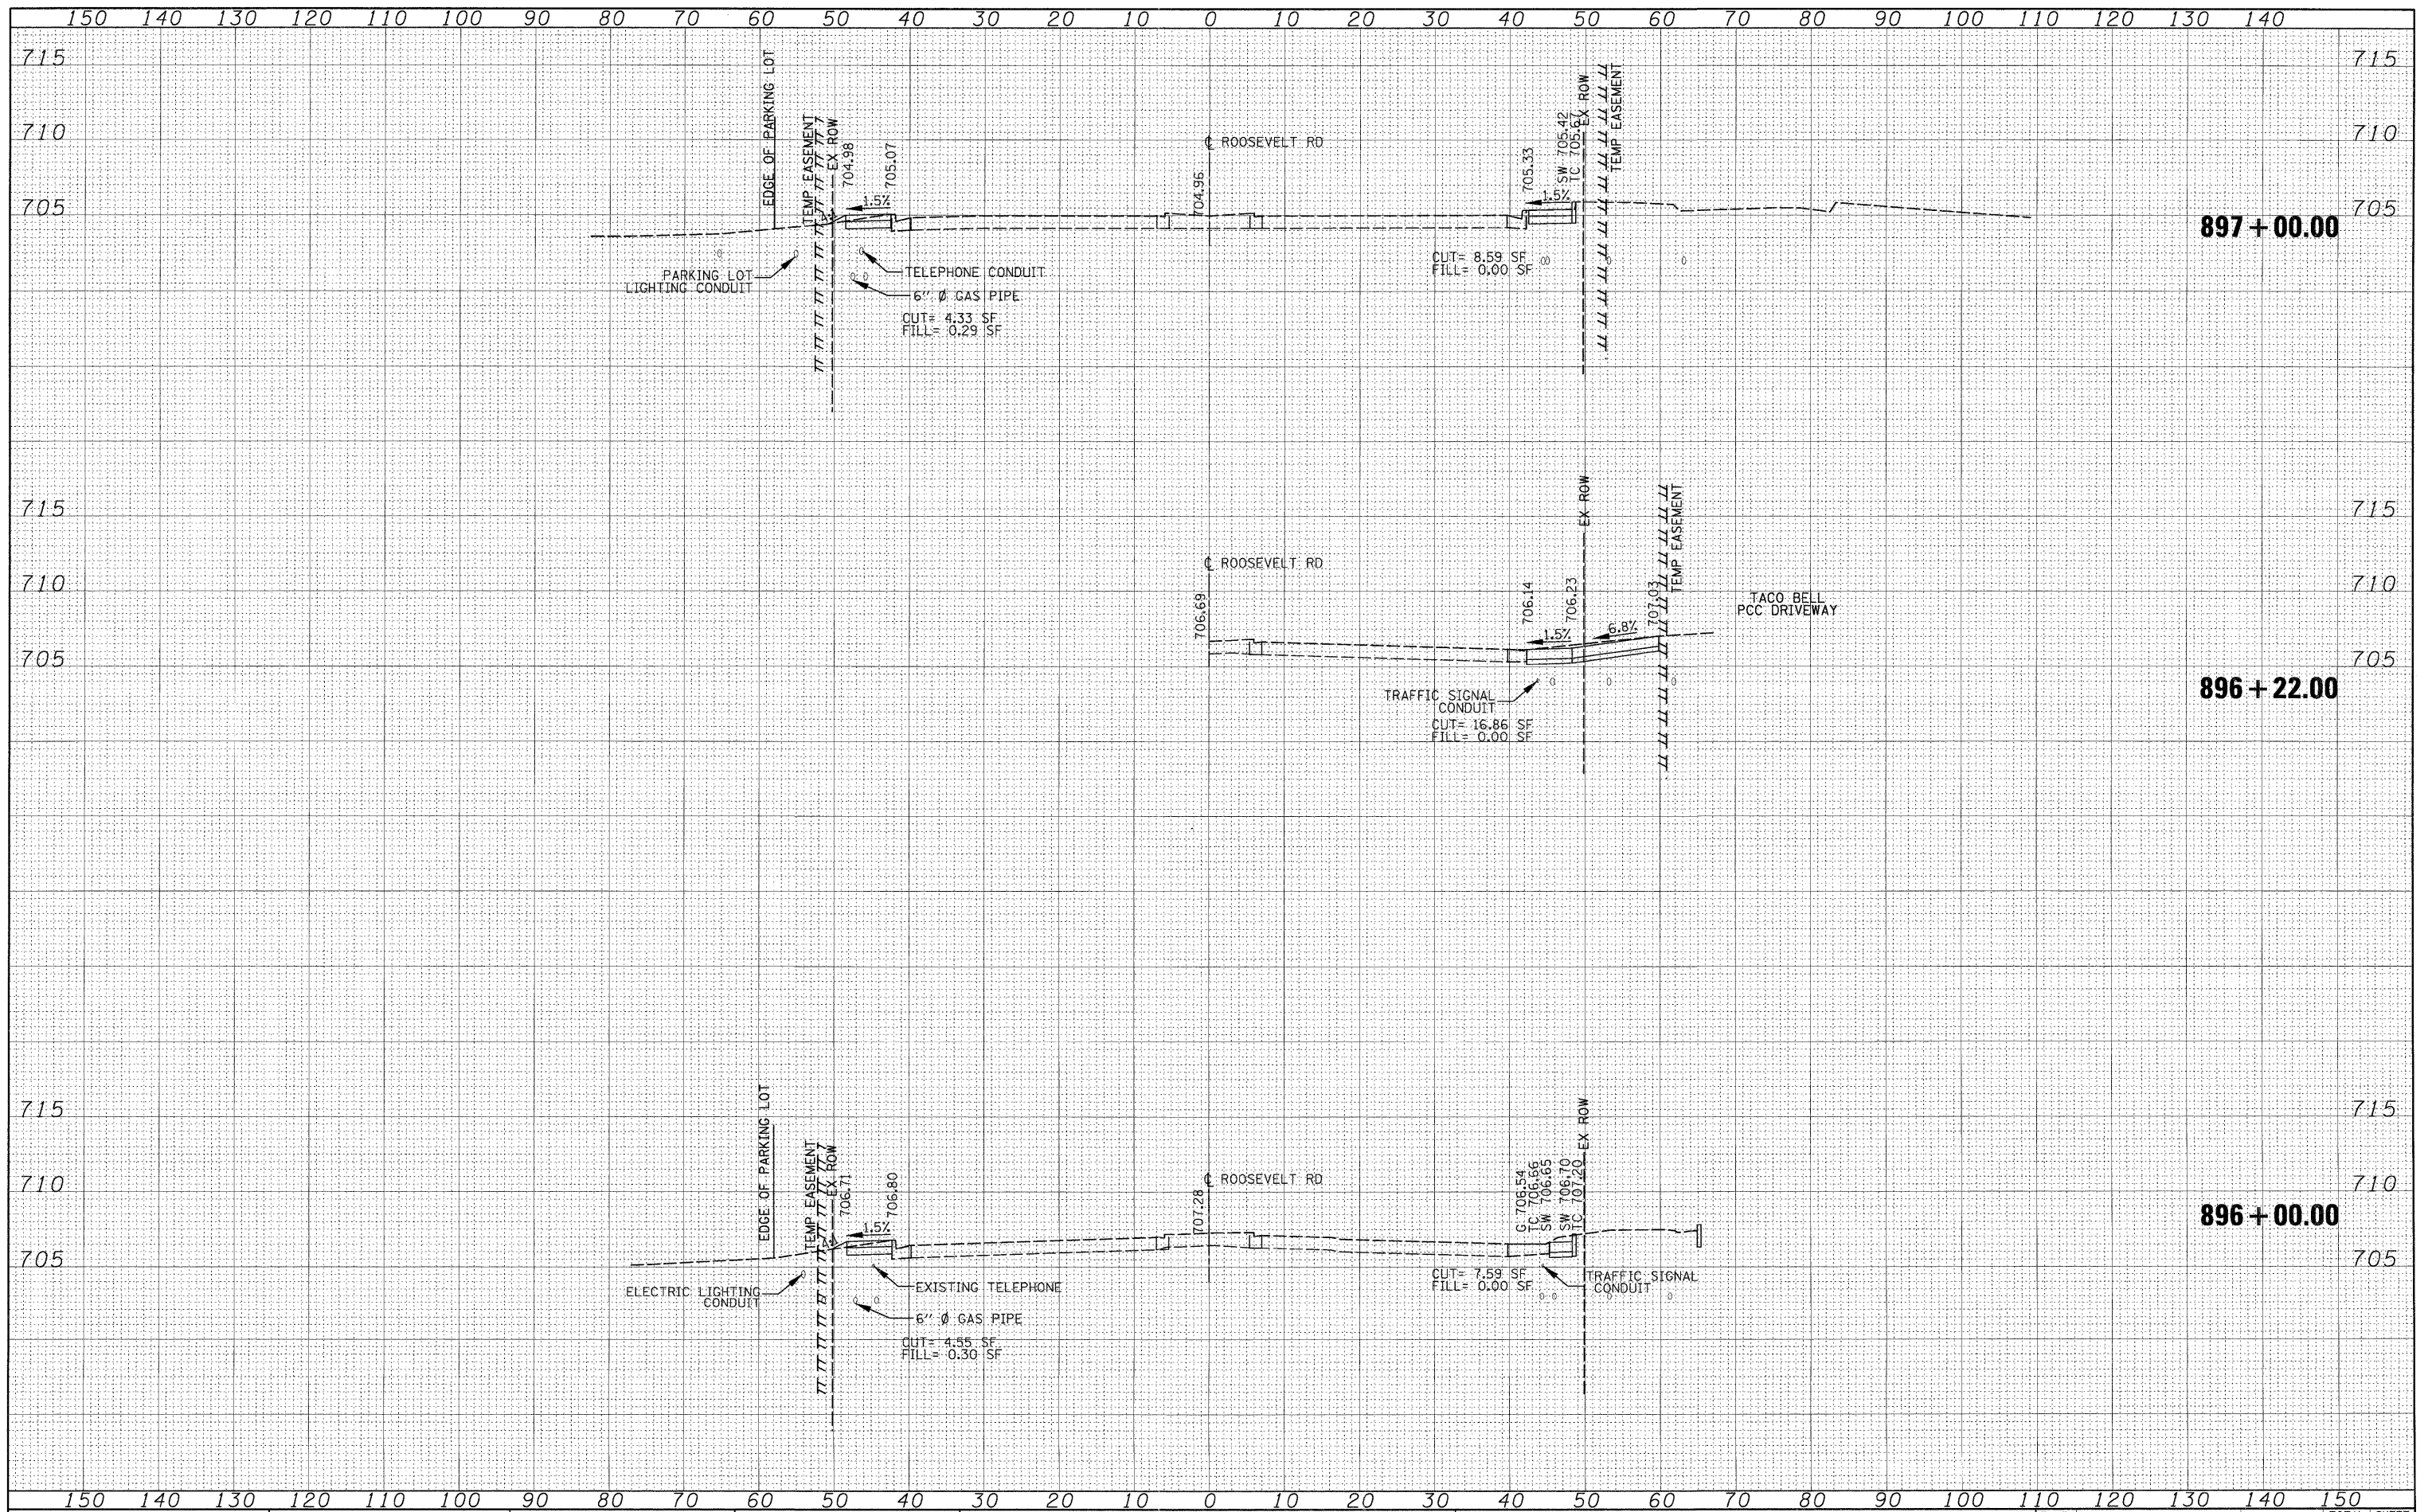 150 140 130 120 110 100 90 80 70 60 50 40 30 20 10 0 10 20 30 40 50 60 70 80 90 100 110 120 130 140
715 715
EDGE OF PARKING LOT
TEMP EASEMENT
EX ROW
704.98
705.07
℄ ROOSEVELT RD
704.96
705.33
SW 705.42
TC 705.67
EX ROW
TEMP EASEMENT
710 710
1.5% 1.5%
705 705
897+00.00
PARKING LOT
LIGHTING CONDUIT
TELEPHONE CONDUIT
6" Ø GAS PIPE
CUT= 4.33 SF
FILL= 0.29 SF
CUT= 8.59 SF
FILL= 0.00 SF
715 715
EX ROW
TEMP EASEMENT
℄ ROOSEVELT RD
706.69
706.14
706.23
707.03
710 710
TACO BELL
PCC DRIVEWAY
1.5% 6.8%
705 705
896+22.00
TRAFFIC SIGNAL
CONDUIT
CUT= 16.86 SF
FILL= 0.00 SF
715 715
EDGE OF PARKING LOT
TEMP EASEMENT
EX ROW
706.71
706.80
℄ ROOSEVELT RD
707.28
G 706.54
TC 706.66
SW 706.65
SW 706.70
TC 707.20
EX ROW
710 710
896+00.00
1.5%
705 705
ELECTRIC LIGHTING
CONDUIT
EXISTING TELEPHONE
6" Ø GAS PIPE
CUT= 4.55 SF
FILL= 0.30 SF
CUT= 7.59 SF
FILL= 0.00 SF
TRAFFIC SIGNAL
CONDUIT
150 140 130 120 110 100 90 80 70 60 50 40 30 20 10 0 10 20 30 40 50 60 70 80 90 100 110 120 130 140 150